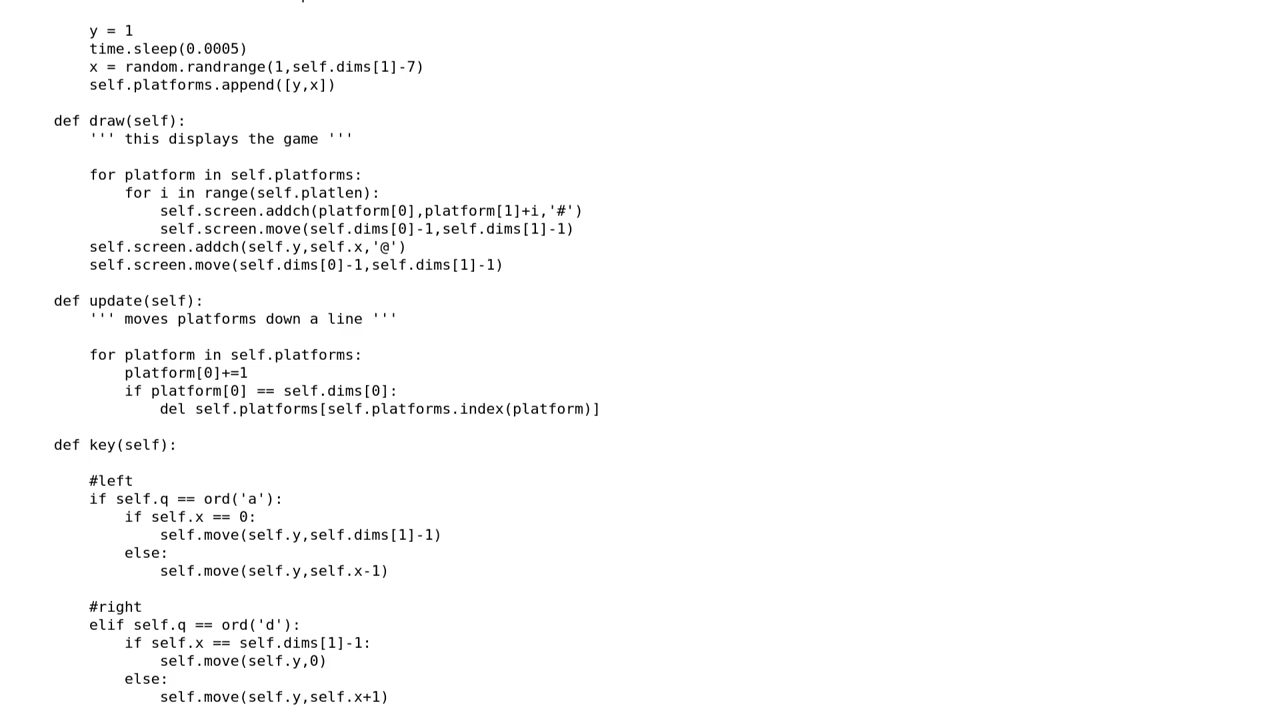 y = 1
time.sleep(0.0005)
x = random.randrange(1,self.dims[1]-7)
self.platforms.append([y,x])
def draw(self):
''' this displays the game '''
for platform in self.platforms:
for i in range(self.platlen):
self.screen.addch(platform[0],platform[1]+i,'#')
self.screen.move(self.dims[0]-1,self.dims[1]-1)
self.screen.addch(self.y,self.x,'@')
self.screen.move(self.dims[0]-1,self.dims[1]-1)
def update(self):
''' moves platforms down a line '''
for platform in self.platforms:
platform[0]+=1
if platform[0] == self.dims[0]:
del self.platforms[self.platforms.index(platform)]
def key(self):
#left
if self.q == ord('a'):
if self.x == 0:
self.move(self.y,self.dims[1]-1)
else:
self.move(self.y,self.x-1)
#right
elif self.q == ord('d'):
if self.x == self.dims[1]-1:
self.move(self.y,0)
else:
self.move(self.y,self.x+1)